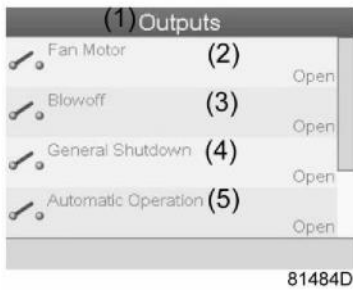 (1) Outputs
Fan Motor (2)
Open
Blowoff (3)
Open
General Shutdown (4)
Open
Automatic Operation (5)
Open
81484D